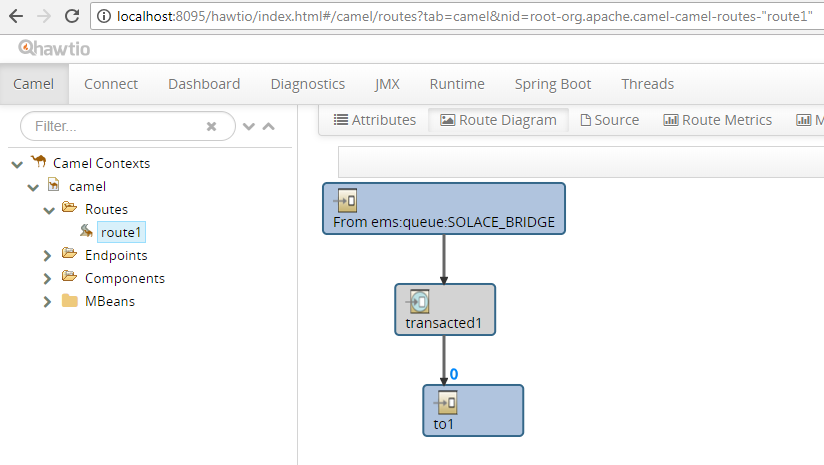 localhost:8095/hawtio/index.html#/camel/routes?tab=camel&nid=root-org.apache.camel-camel-routes-"route1"
hawtio
Camel Connect Dashboard Diagnostics JMX Runtime Spring Boot Threads
Filter...
Attributes Route Diagram Source Route Metrics M
Camel Contexts
camel
Routes
route1
Endpoints
Components
MBeans
From ems:queue:SOLACE_BRIDGE
transacted1
0
to1